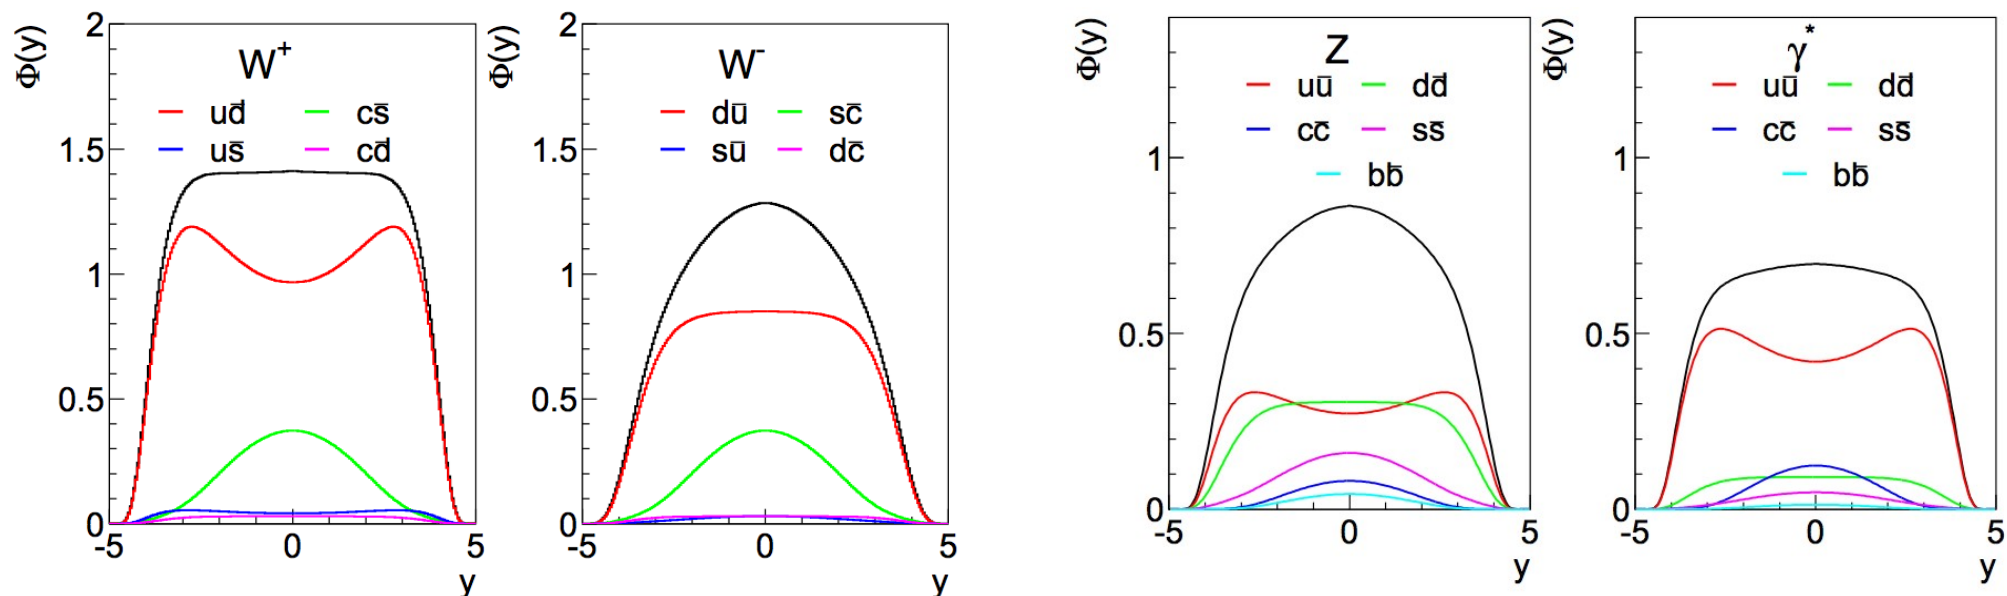 Φ(y)
2
1.5
1
0.5
0
W⁺
ud̄ cs̄
us̄ cd̄
-5 0 5
y
Φ(y)
2
1.5
1
0.5
0
W⁻
dū sc̄
sū dc̄
-5 0 5
y
Φ(y)
1
0.5
0
Z
uū dd̄
cc̄ ss̄
bb̄
-5 0 5
y
Φ(y)
1
0.5
0
γ*
uū dd̄
cc̄ ss̄
bb̄
-5 0 5
y